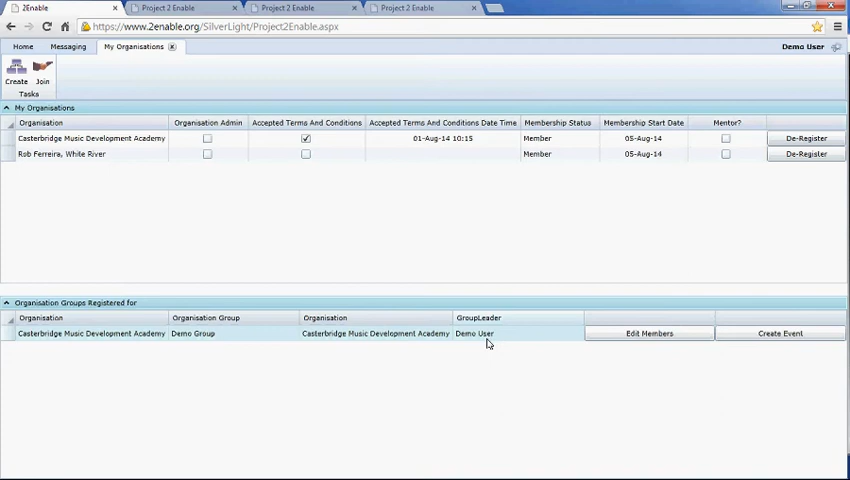 2Enable
Project 2 Enable
Project 2 Enable
Project 2 Enable
https://www.2enable.org/SilverLight/Project2Enable.aspx
Home Messaging My Organisations Demo User
Create Join
Tasks
My Organisations
Organisation Organisation Admin Accepted Terms And Conditions Accepted Terms And Conditions Date Time Membership Status Membership Start Date Mentor?
Casterbridge Music Development Academy 01-Aug-14 10:15 Member 05-Aug-14 De-Register
Rob Ferreira, White River Member 05-Aug-14 De-Register
Organisation Groups Registered for
Organisation Organisation Group Organisation GroupLeader
Casterbridge Music Development Academy Demo Group Casterbridge Music Development Academy Demo User Edit Members Create Event